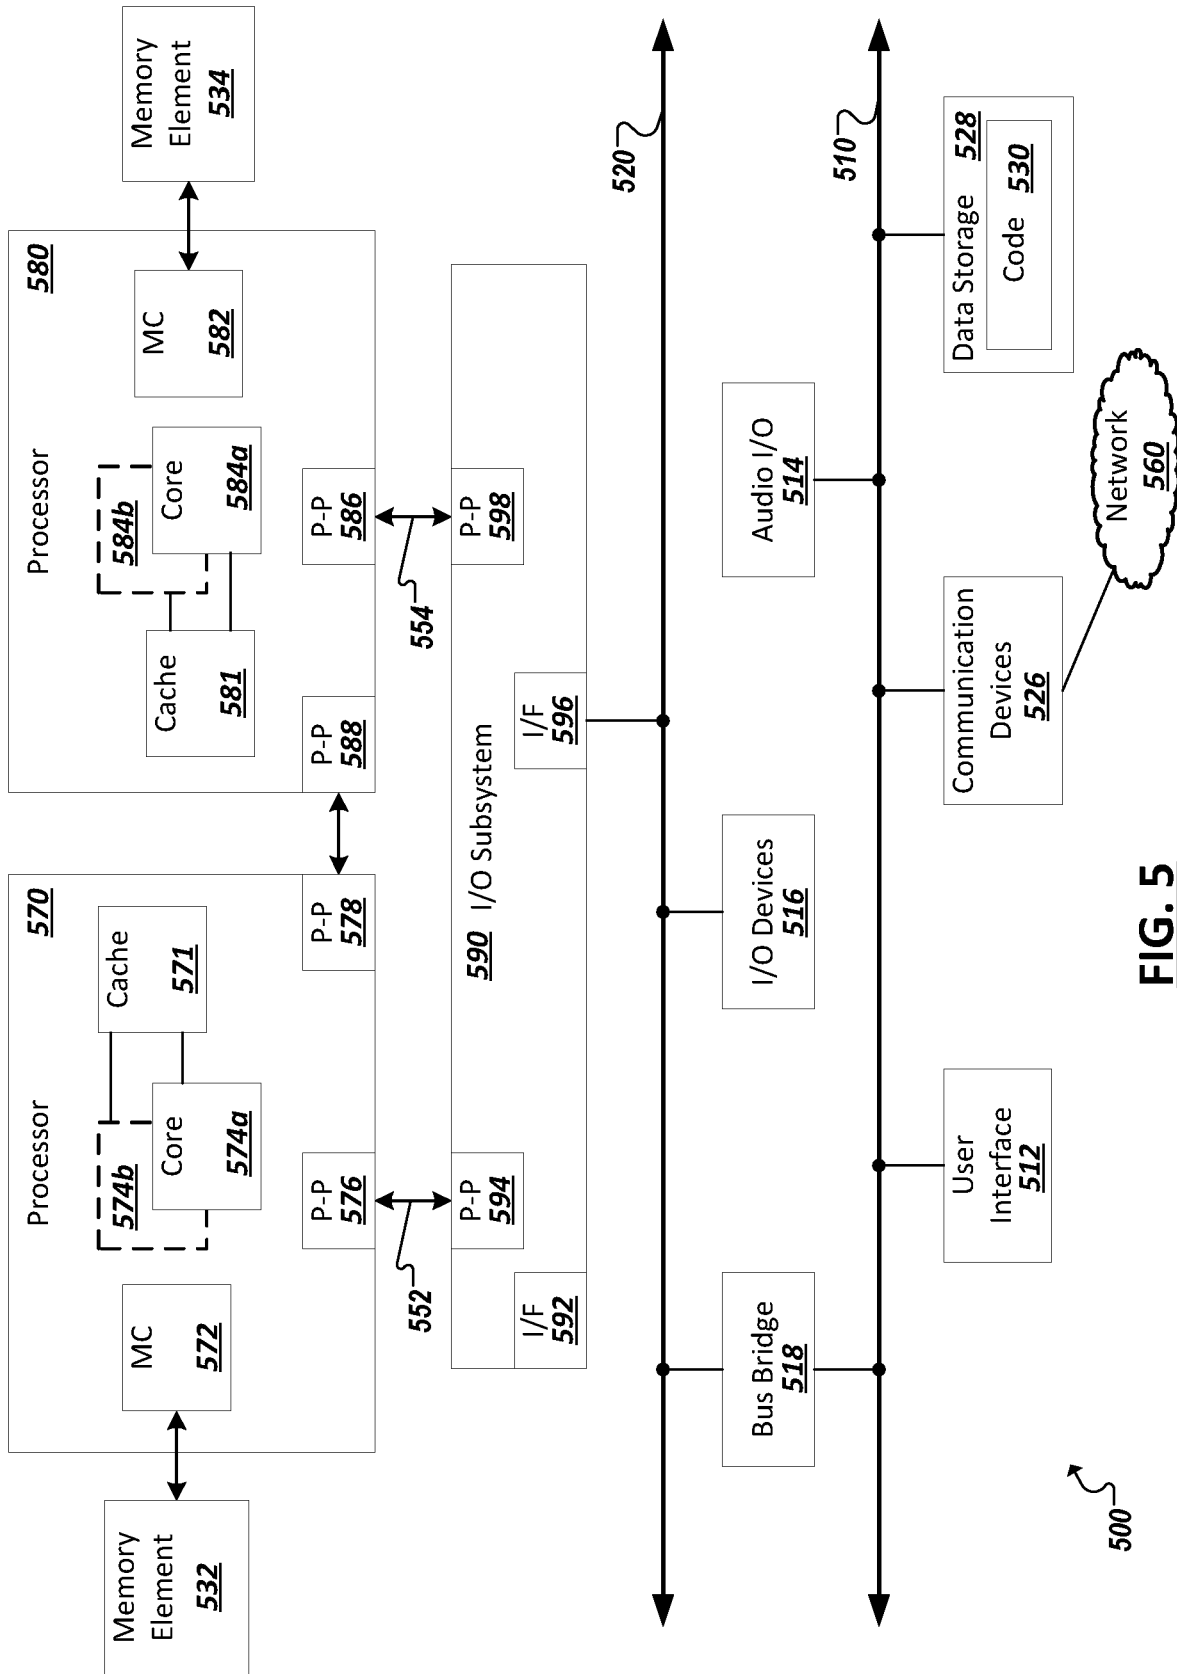 Processor
570
Processor
580
Memory
Element
532
MC
572
574b
Core
574a
Cache
571
Cache
581
584b
Core
584a
MC
582
Memory
Element
534
P-P
576
P-P
578
P-P
588
P-P
586
552
554
I/F
592
P-P
594
590 I/O Subsystem
I/F
596
P-P
598
520
Bus Bridge
518
I/O Devices
516
Audio I/O
514
510
User
Interface
512
Communication
Devices
526
Data Storage
528
Code
530
Network
560
500
FIG. 5